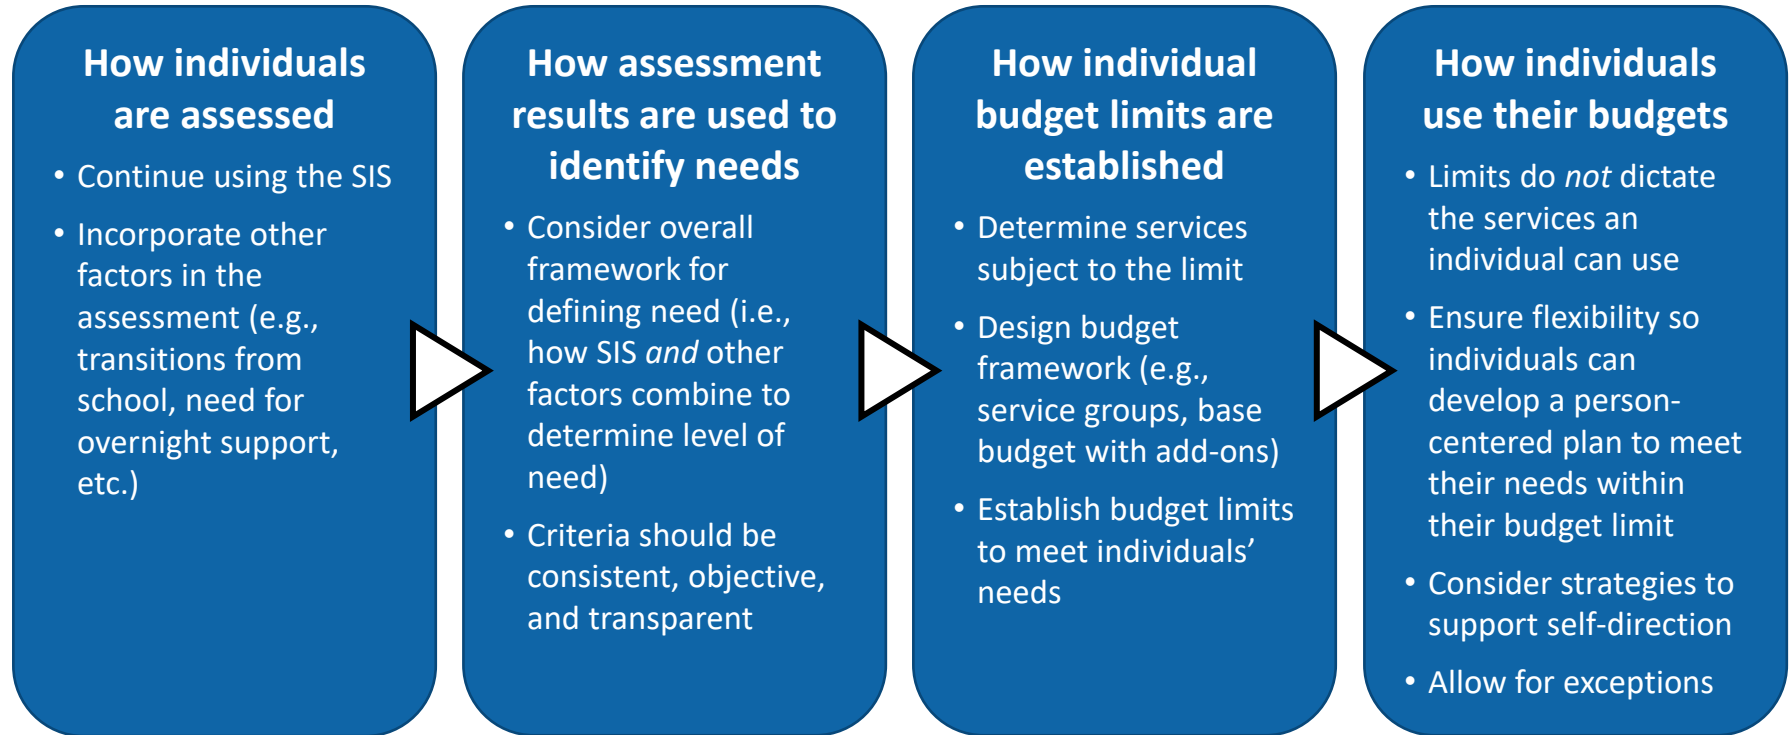 How individuals
are assessed
• Continue using the SIS
• Incorporate other
factors in the
assessment (e.g.,
transitions from
school, need for
overnight support,
etc.)
How assessment
results are used to
identify needs
• Consider overall
framework for
defining need (i.e.,
how SIS and other
factors combine to
determine level of
need)
• Criteria should be
consistent, objective,
and transparent
How individual
budget limits are
established
• Determine services
subject to the limit
• Design budget
framework (e.g.,
service groups, base
budget with add-ons)
• Establish budget limits
to meet individuals’
needs
How individuals
use their budgets
• Limits do not dictate
the services an
individual can use
• Ensure flexibility so
individuals can
develop a person-
centered plan to meet
their needs within
their budget limit
• Consider strategies to
support self-direction
• Allow for exceptions